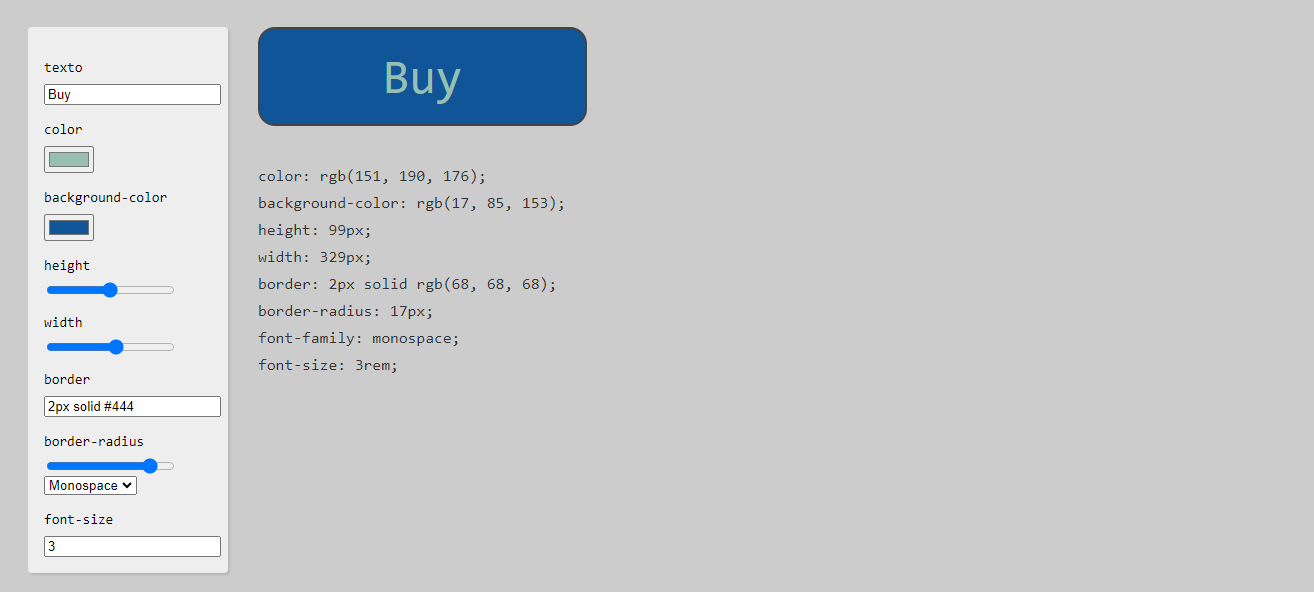 texto
Buy
color
background-color
height
width
border
2px solid #444
border-radius
Monospace
font-size
3
Buy
color: rgb(151, 190, 176);
background-color: rgb(17, 85, 153);
height: 99px;
width: 329px;
border: 2px solid rgb(68, 68, 68);
border-radius: 17px;
font-family: monospace;
font-size: 3rem;